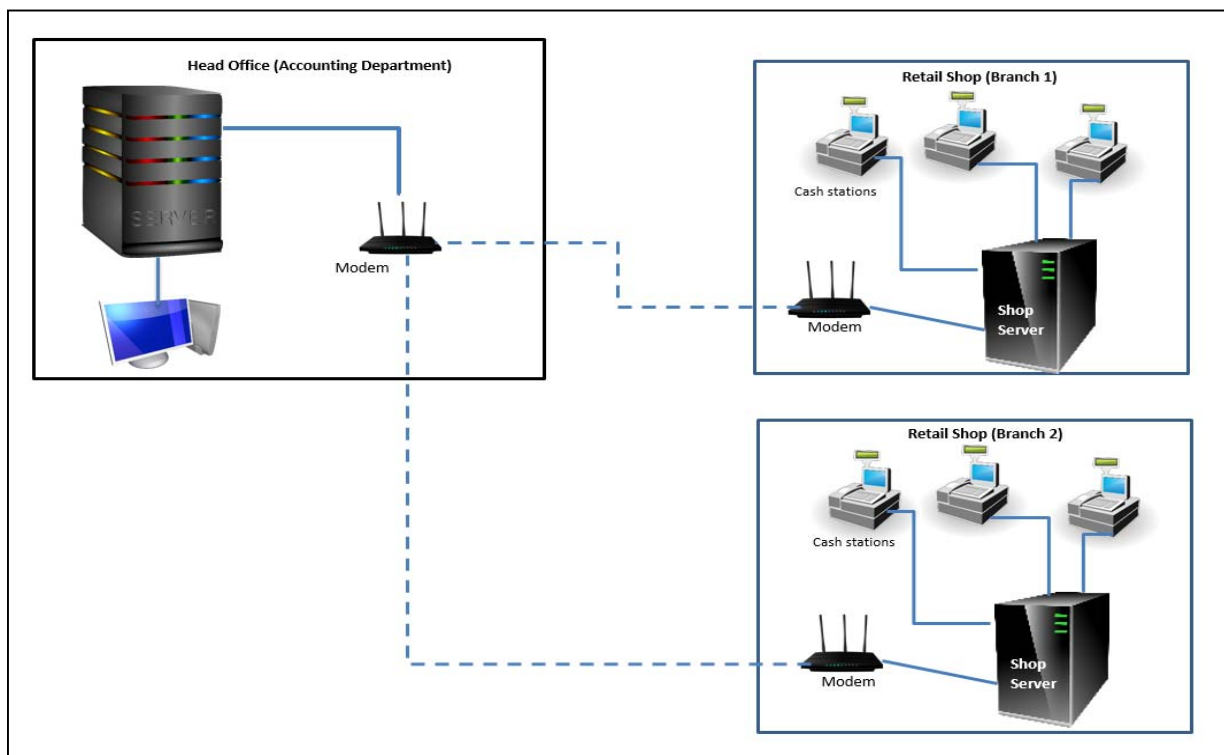 Head Office (Accounting Department)
SERVER
Modem
Retail Shop (Branch 1)
Cash stations
Modem
Shop
Server
Retail Shop (Branch 2)
Cash stations
Modem
Shop
Server